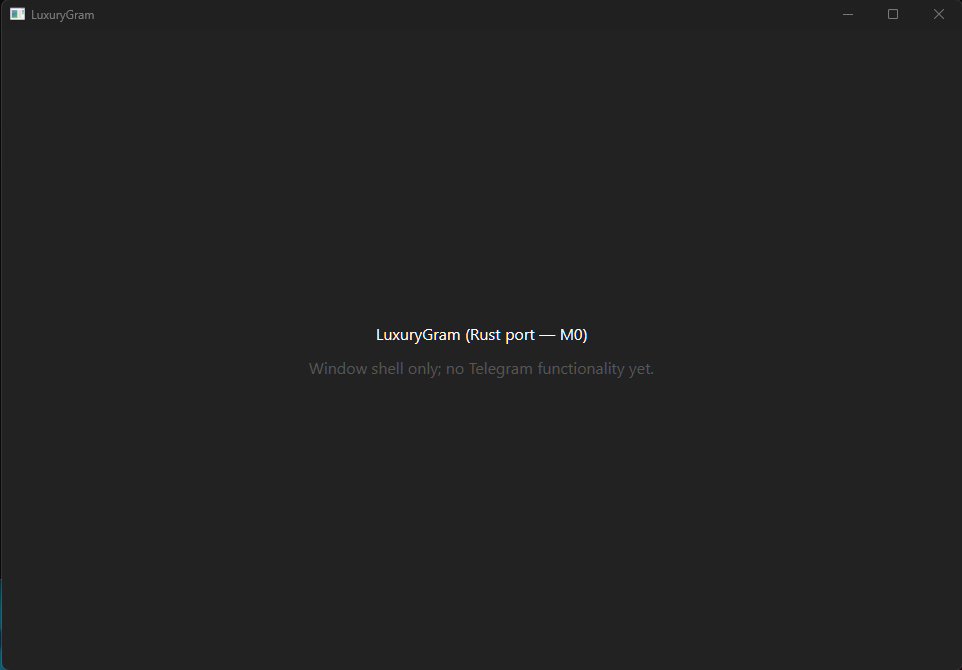 LuxuryGram
LuxuryGram (Rust port — M0)
Window shell only; no Telegram functionality yet.